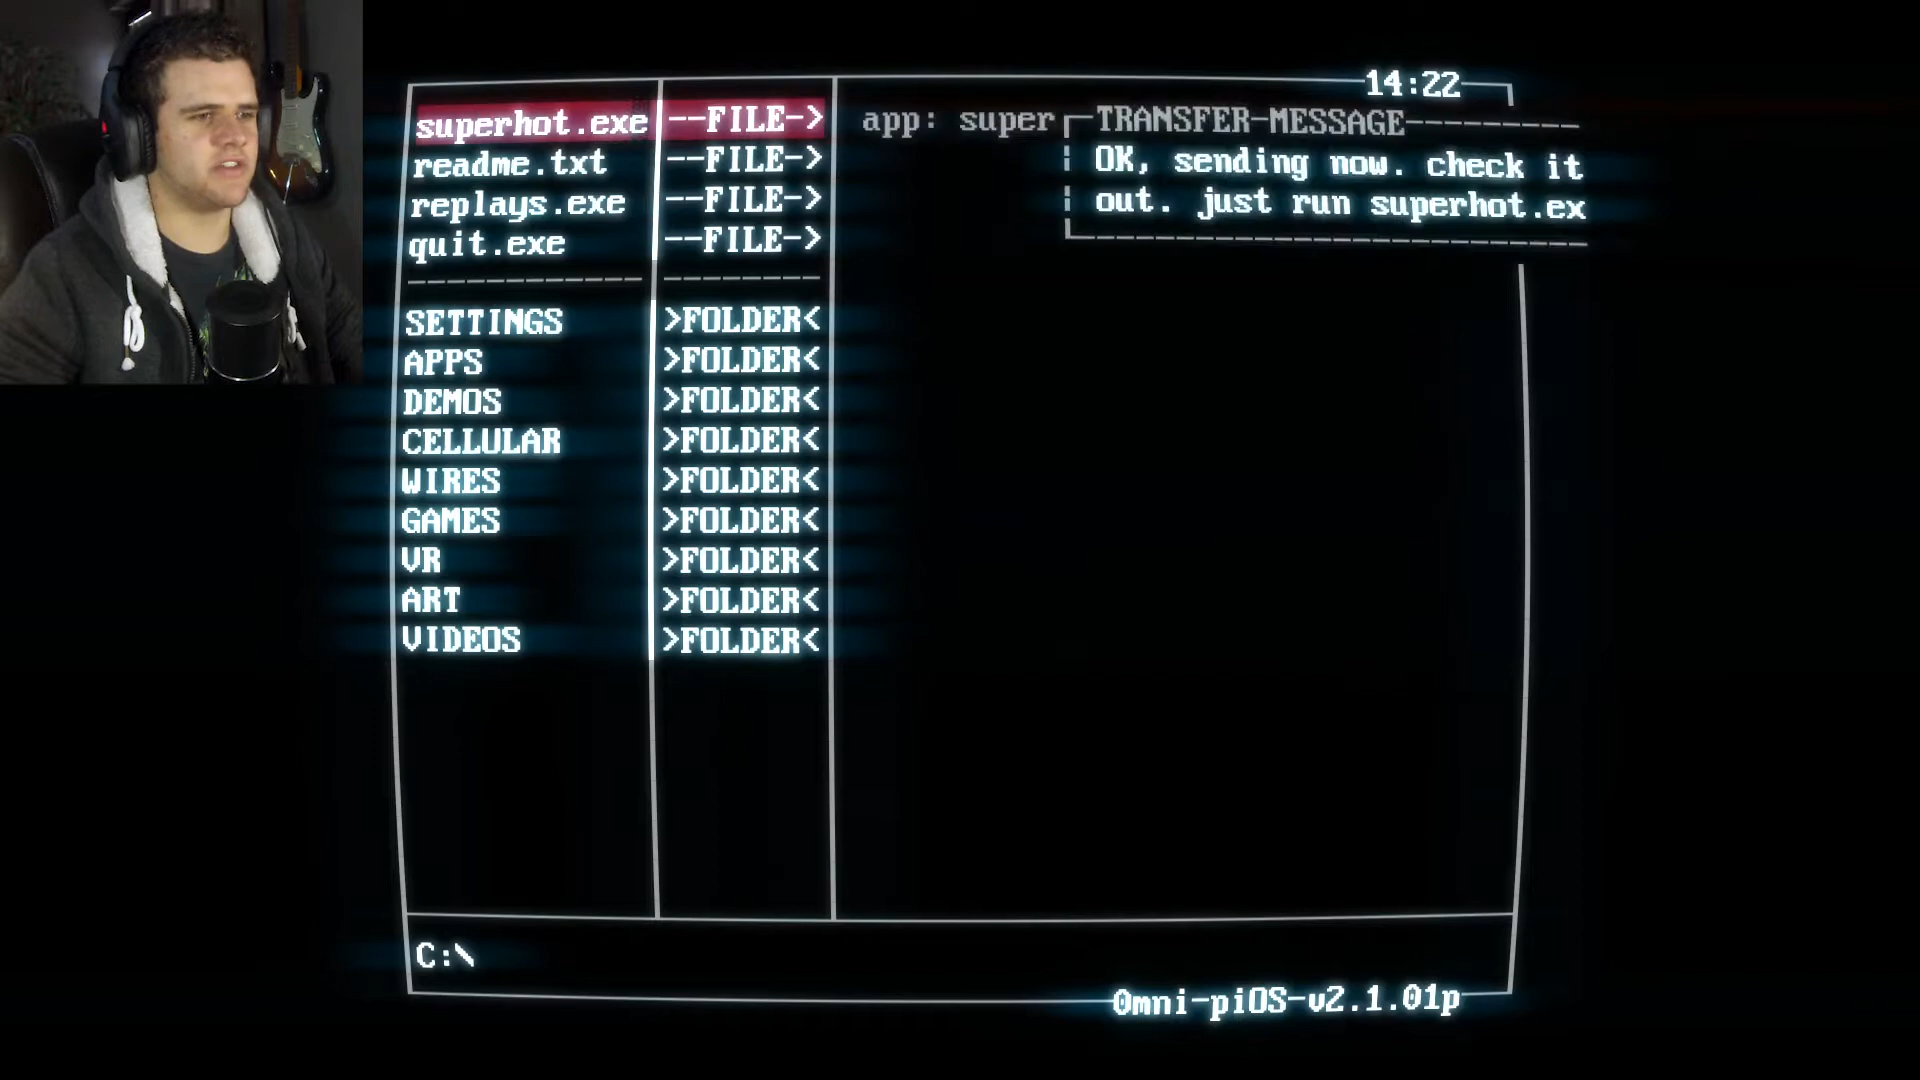 14:22
superhot.exe --FILE-> app: super
readme.txt --FILE->
replays.exe --FILE->
quit.exe --FILE->
TRANSFER-MESSAGE
OK, sending now. check it
out. just run superhot.ex
SETTINGS >FOLDER<
APPS >FOLDER<
DEMOS >FOLDER<
CELLULAR >FOLDER<
WIRES >FOLDER<
GAMES >FOLDER<
VR >FOLDER<
ART >FOLDER<
VIDEOS >FOLDER<
C:\
0mni-piOS-v2.1.01p